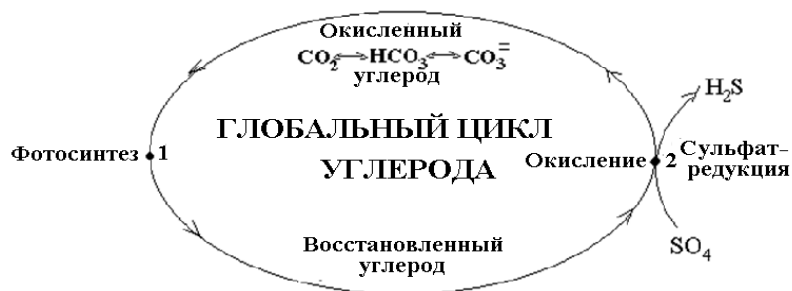 Окисленный
CO₂↔HCO₃↔CO₃⁼
углерод
H₂S
ГЛОБАЛЬНЫЙ ЦИКЛ
УГЛЕРОДА
Фотосинтез 1
Окисление 2 Сульфат-
редукция
Восстановленный
углерод
SO₄